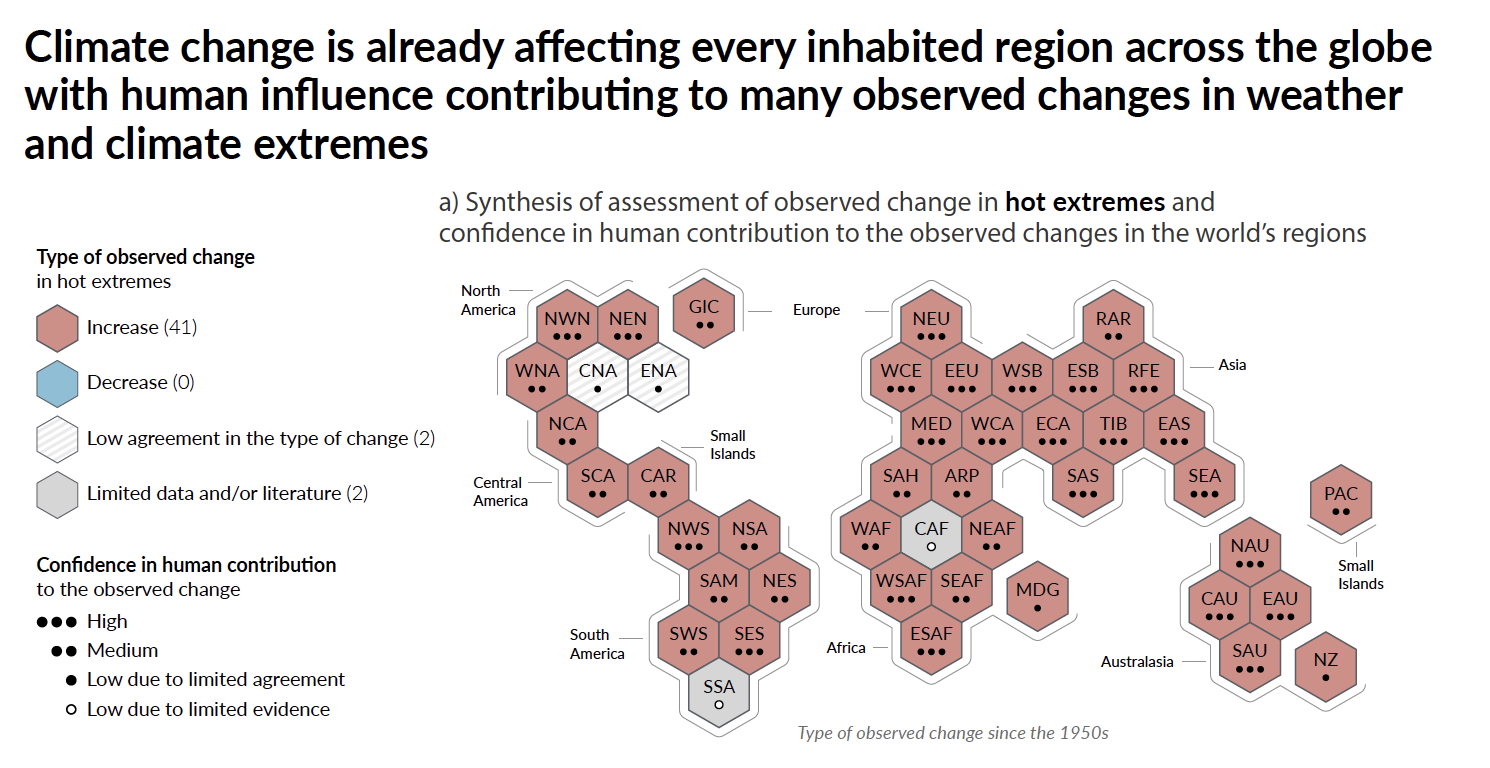 Climate change is already affecting every inhabited region across the globe
with human influence contributing to many observed changes in weather
and climate extremes
a) Synthesis of assessment of observed change in hot extremes and
confidence in human contribution to the observed changes in the world's regions
Type of observed change
in hot extremes
Increase (41)
Decrease (0)
Low agreement in the type of change (2)
Limited data and/or literature (2)
Confidence in human contribution
to the observed change
High
Medium
Low due to limited agreement
Low due to limited evidence
North
America
GIC
Europe
NWN NEN
NEU
RAR
WNA CNA ENA
WCE EEU WSB ESB RFE
Asia
NCA
MED WCA ECA TIB EAS
Small
Islands
Central
America
SCA CAR
SAH ARP
SAS
SEA
PAC
NWS NSA
WAF CAF NEAF
NAU
Small
Islands
SAM NES
WSAF SEAF
MDG
CAU EAU
South
America
SWS SES
Africa
ESAF
Australasia
SAU
NZ
SSA
Type of observed change since the 1950s